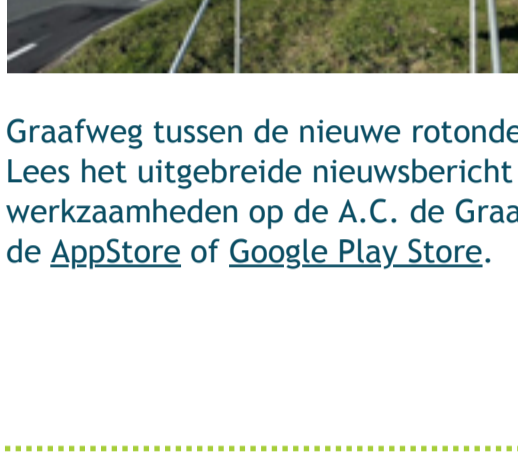 Graafweg tussen de nieuwe rotonde
Lees het uitgebreide nieuwsbericht
werkzaamheden op de A.C. de Graa
de AppStore of Google Play Store.